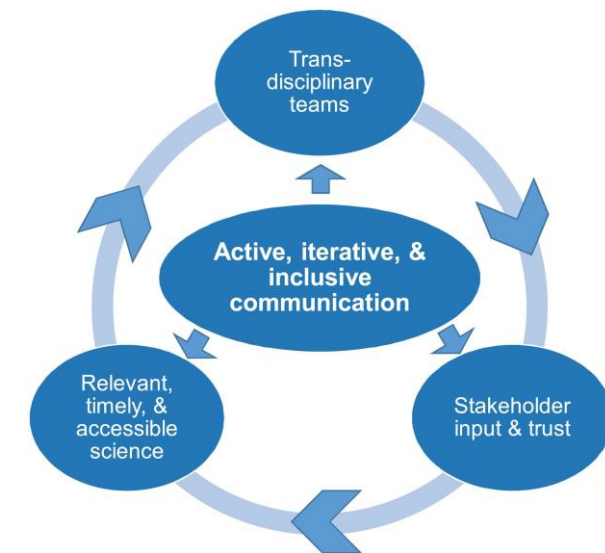 Trans-
disciplinary
teams
Active, iterative, &
inclusive
communication
Relevant,
timely, &
accessible
science
Stakeholder
input & trust